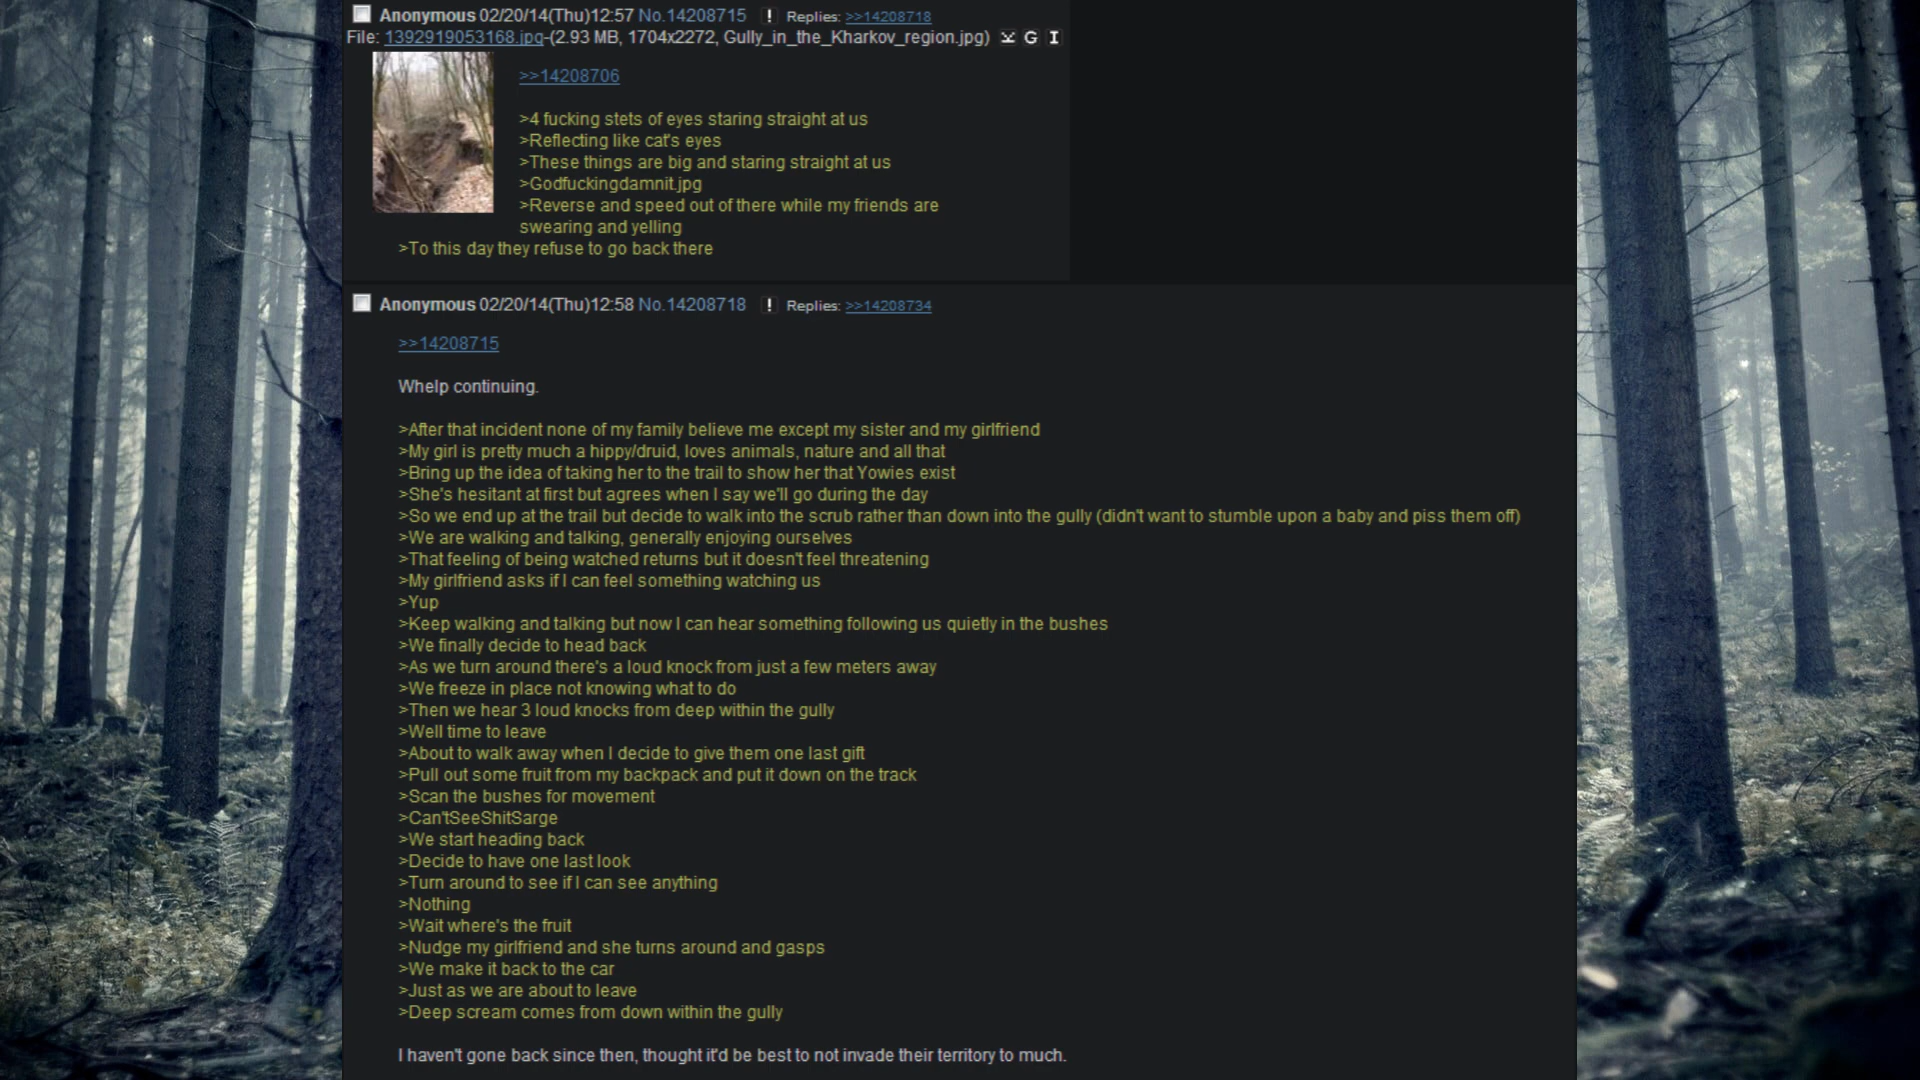 Anonymous 02/20/14(Thu)12:57 No.14208715 ! Replies: >>14208718
File: 1392919053168.jpg-(2.93 MB, 1704x2272, Gully_in_the_Kharkov_region.jpg) G I
>>14208706
>4 fucking stets of eyes staring straight at us
>Reflecting like cat's eyes
>These things are big and staring straight at us
>Godfuckingdamnit.jpg
>Reverse and speed out of there while my friends are
swearing and yelling
>To this day they refuse to go back there
Anonymous 02/20/14(Thu)12:58 No.14208718 ! Replies: >>14208734
>>14208715
Whelp continuing.
>After that incident none of my family believe me except my sister and my girlfriend
>My girl is pretty much a hippy/druid, loves animals, nature and all that
>Bring up the idea of taking her to the trail to show her that Yowies exist
>She's hesitant at first but agrees when I say we'll go during the day
>So we end up at the trail but decide to walk into the scrub rather than down into the gully (didn't want to stumble upon a baby and piss them off)
>We are walking and talking, generally enjoying ourselves
>That feeling of being watched returns but it doesn't feel threatening
>My girlfriend asks if I can feel something watching us
>Yup
>Keep walking and talking but now I can hear something following us quietly in the bushes
>We finally decide to head back
>As we turn around there's a loud knock from just a few meters away
>We freeze in place not knowing what to do
>Then we hear 3 loud knocks from deep within the gully
>Well time to leave
>About to walk away when I decide to give them one last gift
>Pull out some fruit from my backpack and put it down on the track
>Scan the bushes for movement
>Can'tSeeShitSarge
>We start heading back
>Decide to have one last look
>Turn around to see if I can see anything
>Nothing
>Wait where's the fruit
>Nudge my girlfriend and she turns around and gasps
>We make it back to the car
>Just as we are about to leave
>Deep scream comes from down within the gully
I haven't gone back since then, thought it'd be best to not invade their territory to much.